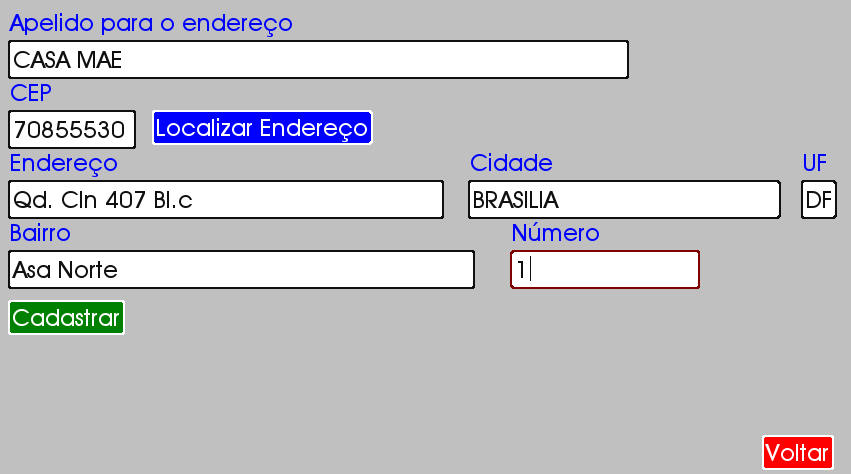 Apelido para o endereço
CASA MAE
CEP
70855530 Localizar Endereço
Endereço Cidade UF
Qd. Cln 407 Bl.c BRASILIA DF
Bairro Número
Asa Norte 1
Cadastrar
Voltar